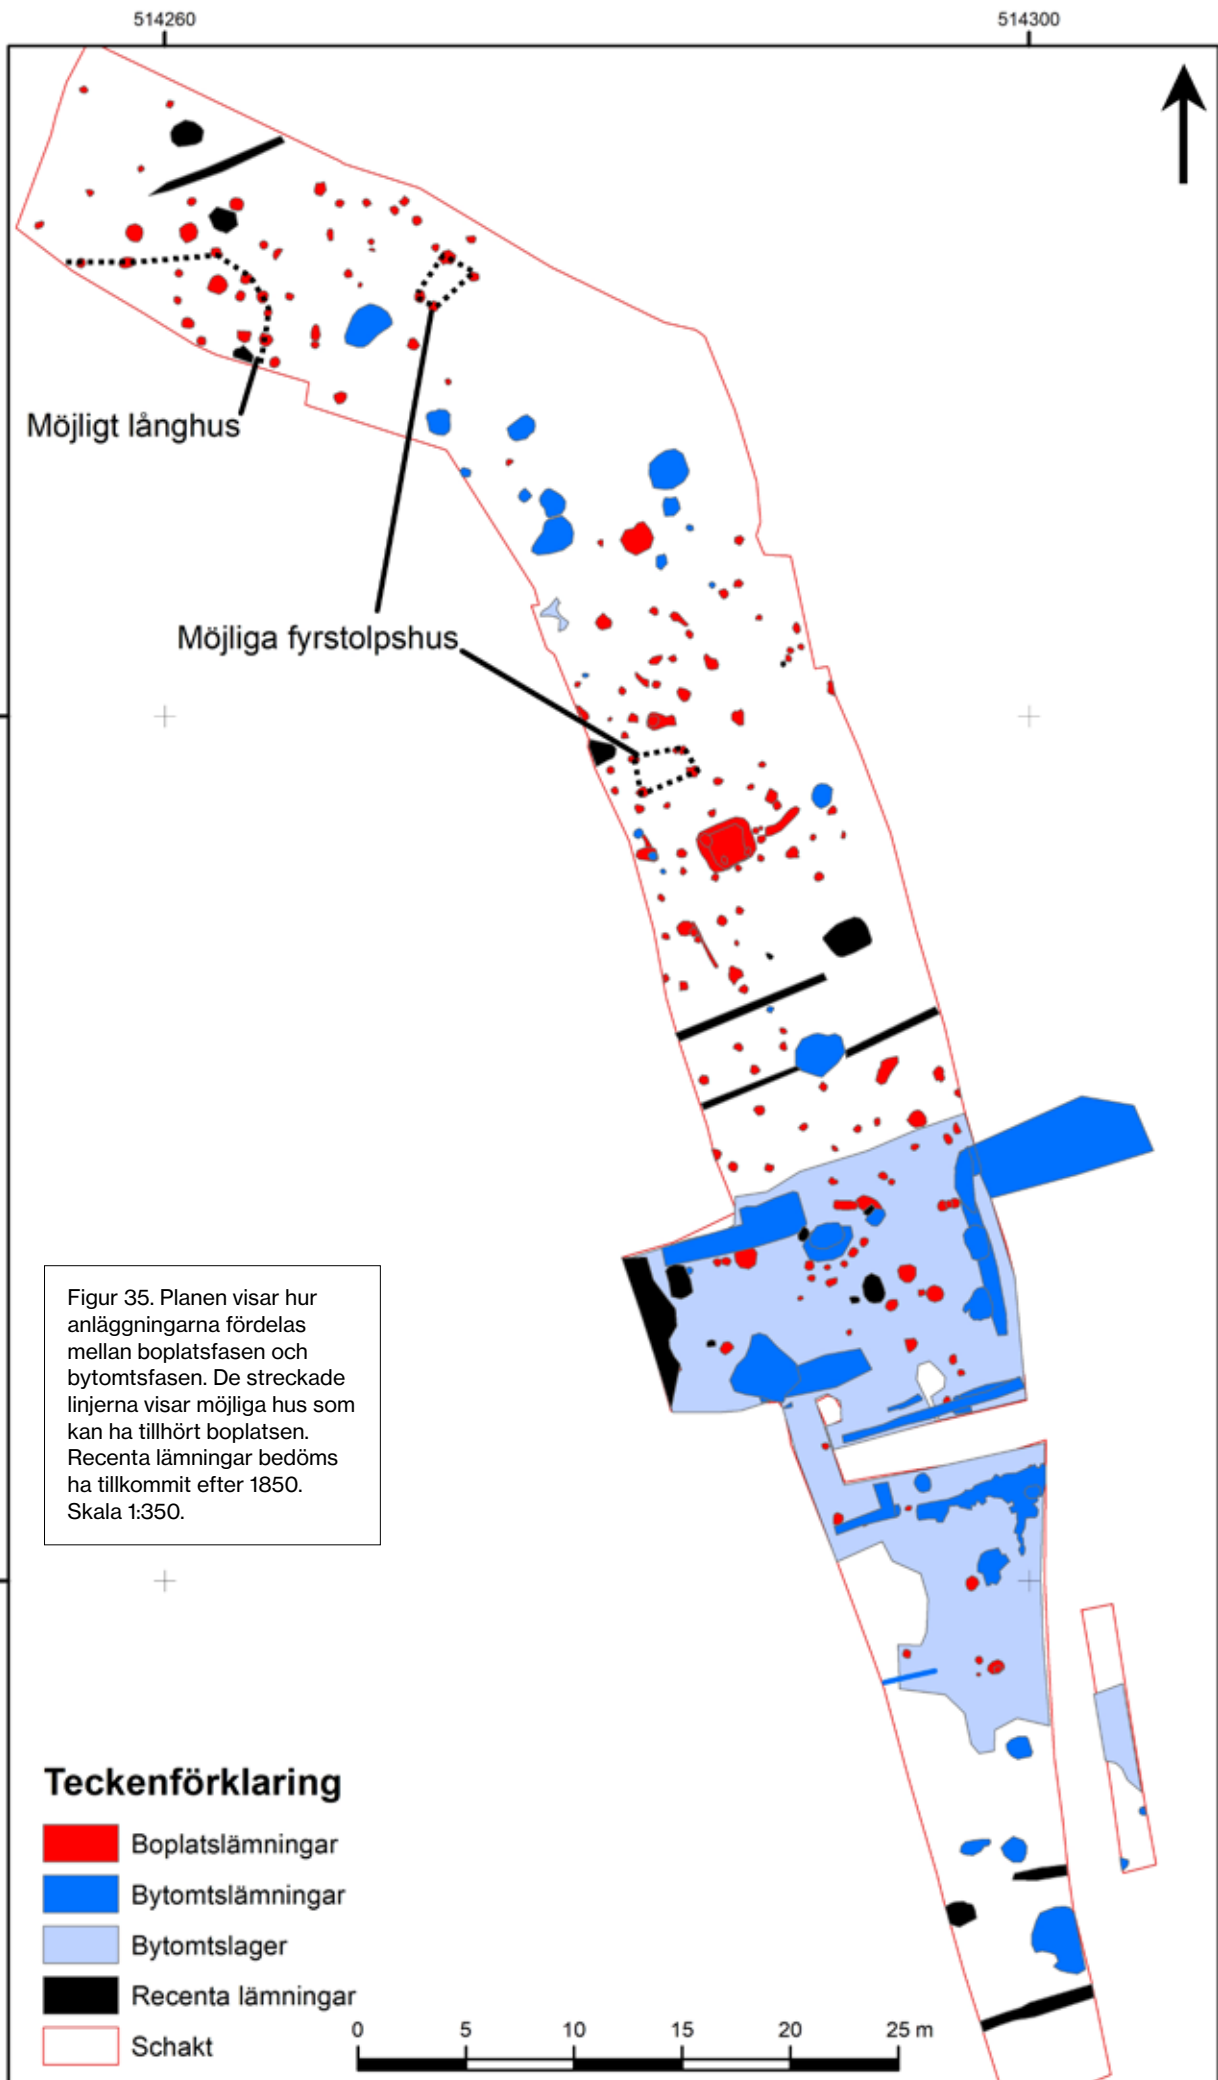 514260
514300
Möjligt långhus
Möjliga fyrstolpshus
Figur 35. Planen visar hur
anläggningarna fördelas
mellan boplatsfasen och
bytomtsfasen. De streckade
linjerna visar möjliga hus som
kan ha tillhört boplatsen.
Recenta lämningar bedöms
ha tillkommit efter 1850.
Skala 1:350.
Teckenförklaring
Boplatslämningar
Bytomtslämningar
Bytomtslager
Recenta lämningar
Schakt
0 5 10 15 20 25 m